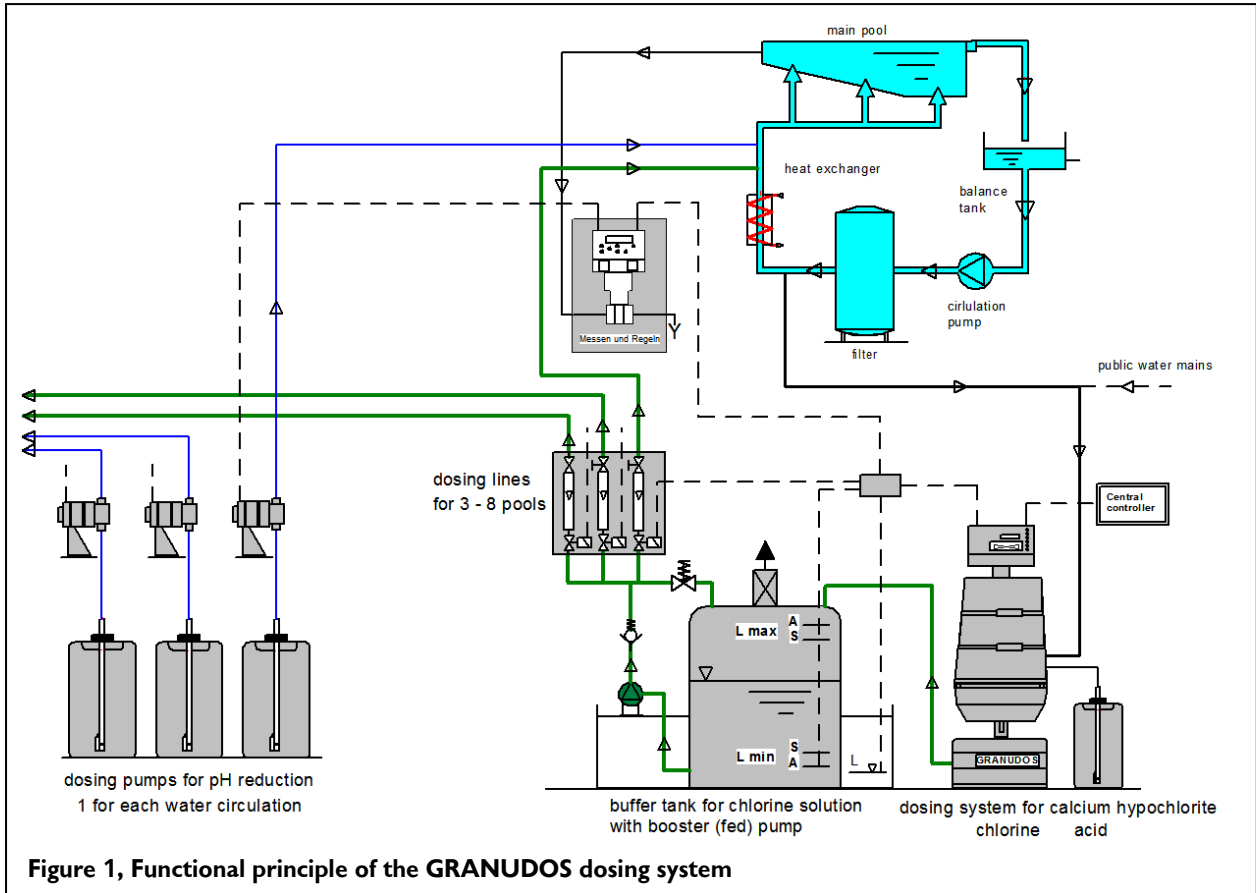 main pool
heat exchanger
balance
tank
cirlulation
pump
filter
Messen und Regeln
public water mains
dosing lines
for 3 - 8 pools
Central
controller
A
L max
S
S
L min
A
L
GRANUDOS
dosing pumps for pH reduction
1 for each water circulation
buffer tank for chlorine solution
with booster (fed) pump
dosing system for calcium hypochlorite
chlorine acid
Figure 1, Functional principle of the GRANUDOS dosing system